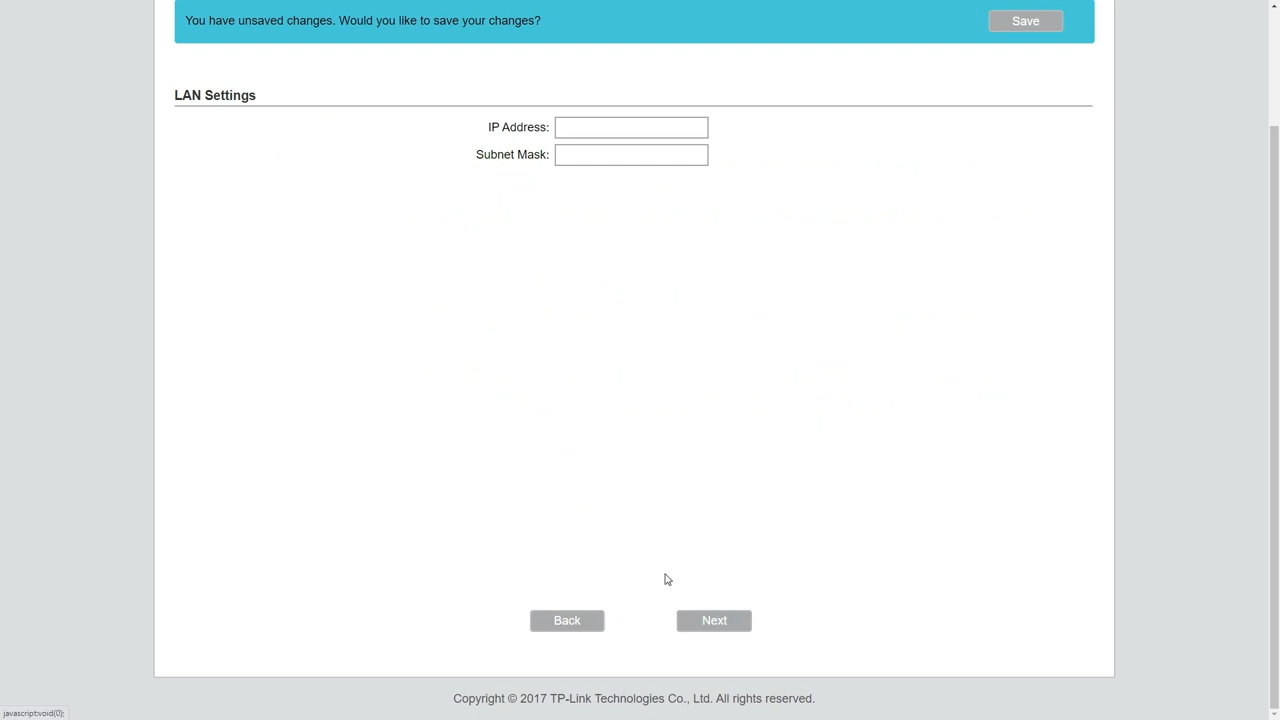 You have unsaved changes. Would you like to save your changes?
Save
LAN Settings
IP Address:
Subnet Mask:
Back
Next
Copyright © 2017 TP-Link Technologies Co., Ltd. All rights reserved.
javascript:void(0);